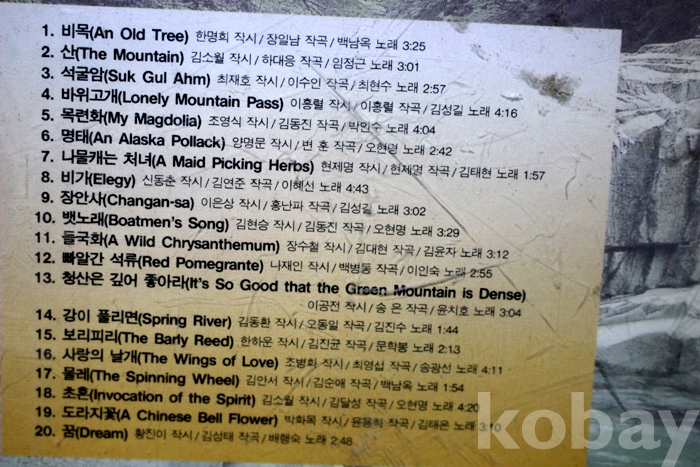 1. 비목(An Old Tree) 한명희 작시/장일남 작곡/백남옥 노래 3:25
2. 산(The Mountain) 김소월 작시/하대응 작곡/임정근 노래 3:01
3. 석굴암(Suk Gul Ahm) 최재호 작시/이수인 작곡/최현수 노래 2:57
4. 바위고개(Lonely Mountain Pass) 이흥렬 작시/이흥렬 작곡/김성길 노래 4:16
5. 목련화(My Magdolia) 조영식 작시/김동진 작곡/박인수 노래 4:04
6. 명태(An Alaska Pollack) 양명문 작시/변 훈 작곡/오현명 노래 2:42
7. 나물캐는 처녀(A Maid Picking Herbs) 현제명 작시/현제명 작곡/김태현 노래 1:57
8. 비가(Elegy) 신동춘 작시/김연준 작곡/이혜선 노래 4:43
9. 장안사(Changan-sa) 이은상 작시/홍난파 작곡/김성길 노래 3:02
10. 뱃노래(Boatmen's Song) 김현승 작시/김동진 작곡/오현명 노래 3:29
11. 들국화(A Wild Chrysanthemum) 장수철 작시/김대현 작곡/김윤자 노래 3:12
12. 빠알간 석류(Red Pomegrante) 나재인 작시/백병동 작곡/이인숙 노래 2:55
13. 청산은 깊어 좋아라(It's So Good that the Green Mountain is Dense)
이공전 작시/송 은 작곡/윤치호 노래 3:04
14. 강이 풀리면(Spring River) 김동환 작시/오동일 작곡/김진수 노래 1:44
15. 보리피리(The Barly Reed) 한하운 작시/김진균 작곡/문학봉 노래 2:13
16. 사랑의 날개(The Wings of Love) 조병화 작시/최영섭 작곡/송광선 노래 4:11
17. 물레(The Spinning Wheel) 김안서 작시/김순애 작곡/백남옥 노래 1:54
18. 초혼(Invocation of the Spirit) 김소월 작시/김달성 작곡/오현명 노래 4:20
19. 도라지꽃(A Chinese Bell Flower) 박화목 작시/윤용하 작곡/김태은 노래 3:10
20. 꿈(Dream) 황진이 작시/김성태 작곡/배행숙 노래 2:48
kobay